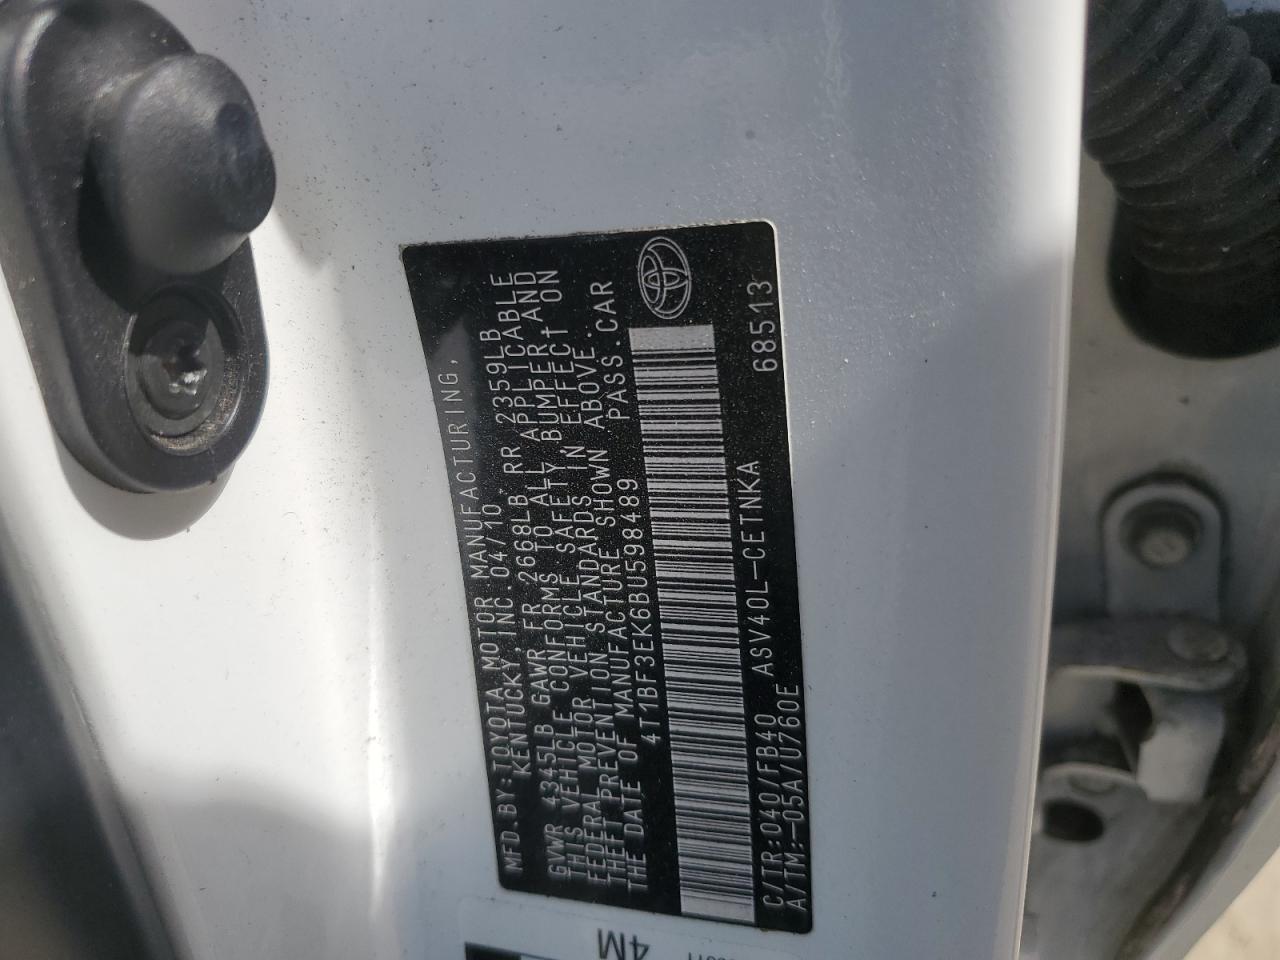 MFD. BY: TOYOTA MOTOR MANUFACTURING,
KENTUCKY, INC. 04/10
GVWR 4345LB GAWR FR 2668LB RR 2359LB
THIS VEHICLE CONFORMS TO ALL APPLICABLE
FEDERAL MOTOR VEHICLE SAFETY, BUMPER, AND
THEFT PREVENTION STANDARDS IN EFFECT ON
THE DATE OF MANUFACTURE SHOWN ABOVE.
4T1BF3EK6BU598489 PASS.CAR
C/TR:040/FB40 ASV40L-CETNKA 68513
A/TM:-05A/U760E
4M